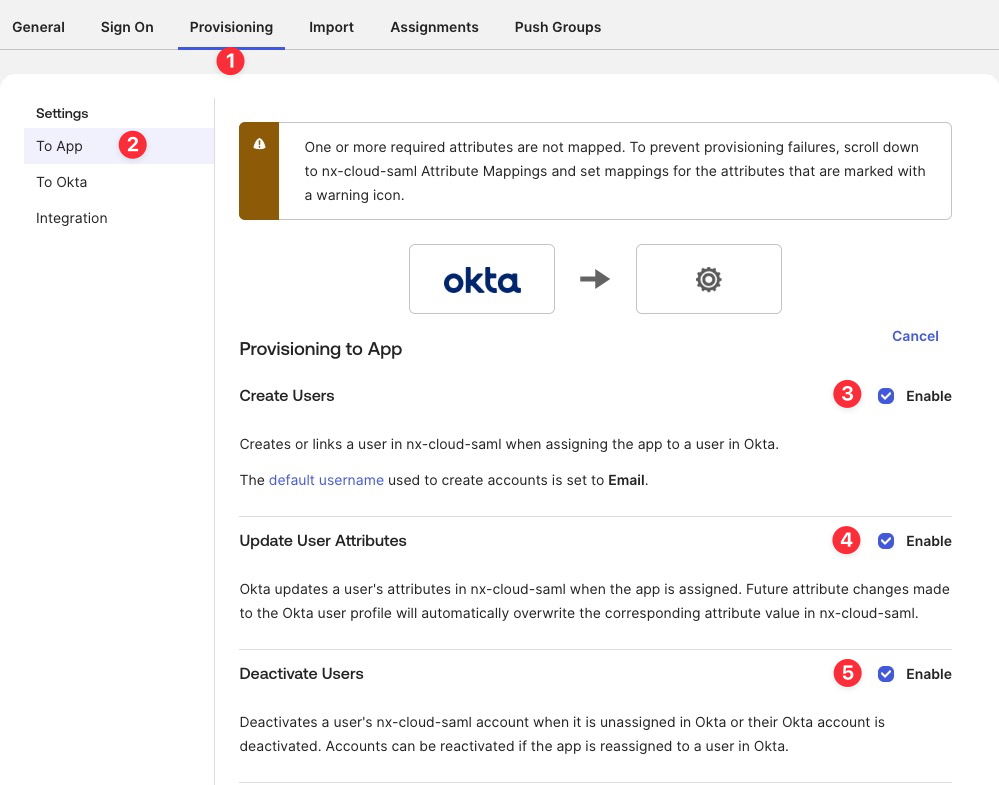 General Sign On Provisioning Import Assignments Push Groups
1
Settings
To App 2
To Okta
Integration
One or more required attributes are not mapped. To prevent provisioning failures, scroll down
to nx-cloud-saml Attribute Mappings and set mappings for the attributes that are marked with
a warning icon.
okta
Cancel
Provisioning to App
Create Users 3 Enable
Creates or links a user in nx-cloud-saml when assigning the app to a user in Okta.
The default username used to create accounts is set to Email.
Update User Attributes 4 Enable
Okta updates a user's attributes in nx-cloud-saml when the app is assigned. Future attribute changes made
to the Okta user profile will automatically overwrite the corresponding attribute value in nx-cloud-saml.
Deactivate Users 5 Enable
Deactivates a user's nx-cloud-saml account when it is unassigned in Okta or their Okta account is
deactivated. Accounts can be reactivated if the app is reassigned to a user in Okta.